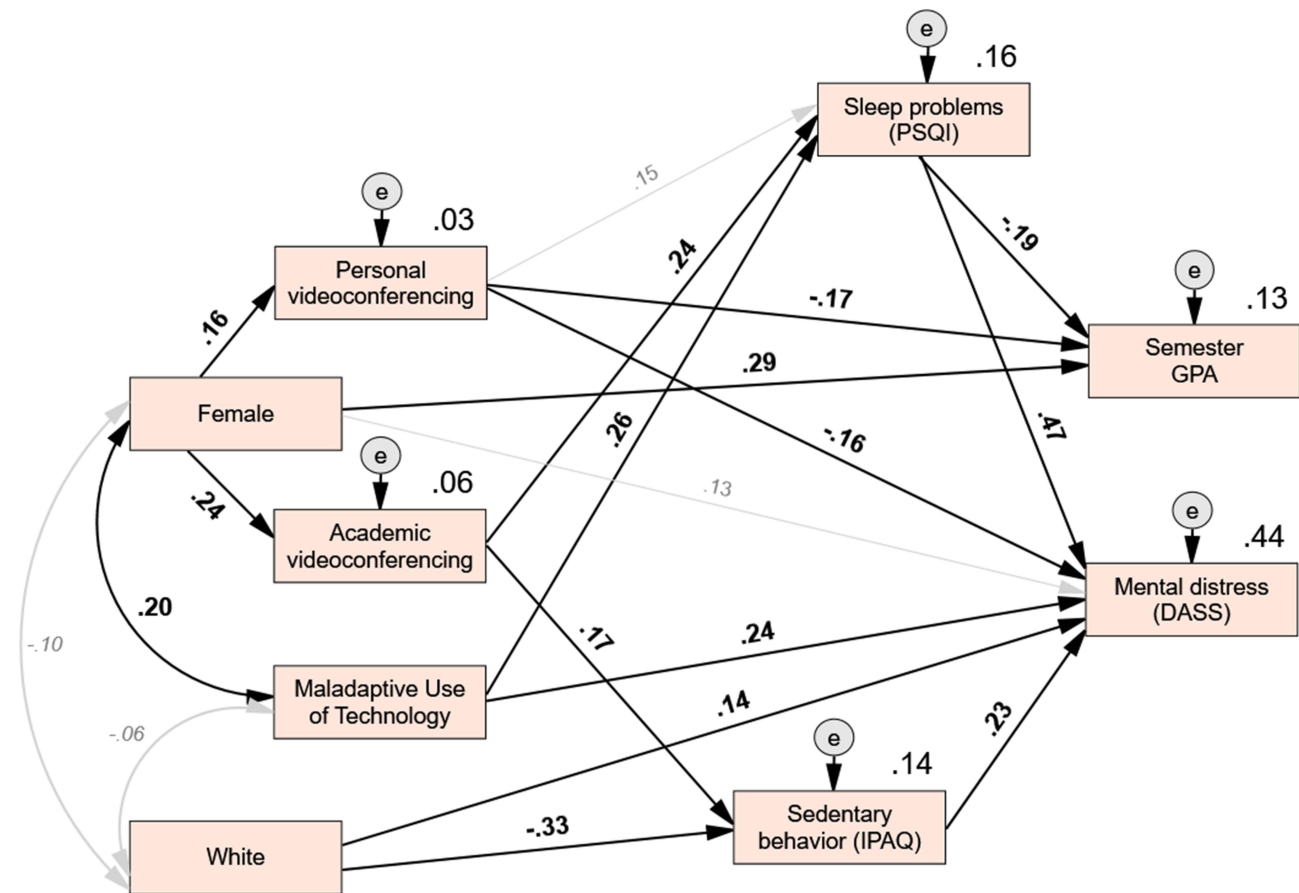 e
.16
Sleep problems
(PSQI)
.15
e
.03
Personal
videoconferencing
.24
-.19
e
.13
Semester
GPA
-.17
.16
.29
Female
.26
-.16
.47
e
.06
.13
Academic
videoconferencing
.24
e
.44
Mental distress
(DASS)
.20
-.10
.17
.24
Maladaptive Use
of Technology
-.06
.14
.23
e
.14
Sedentary
behavior (IPAQ)
-.33
White